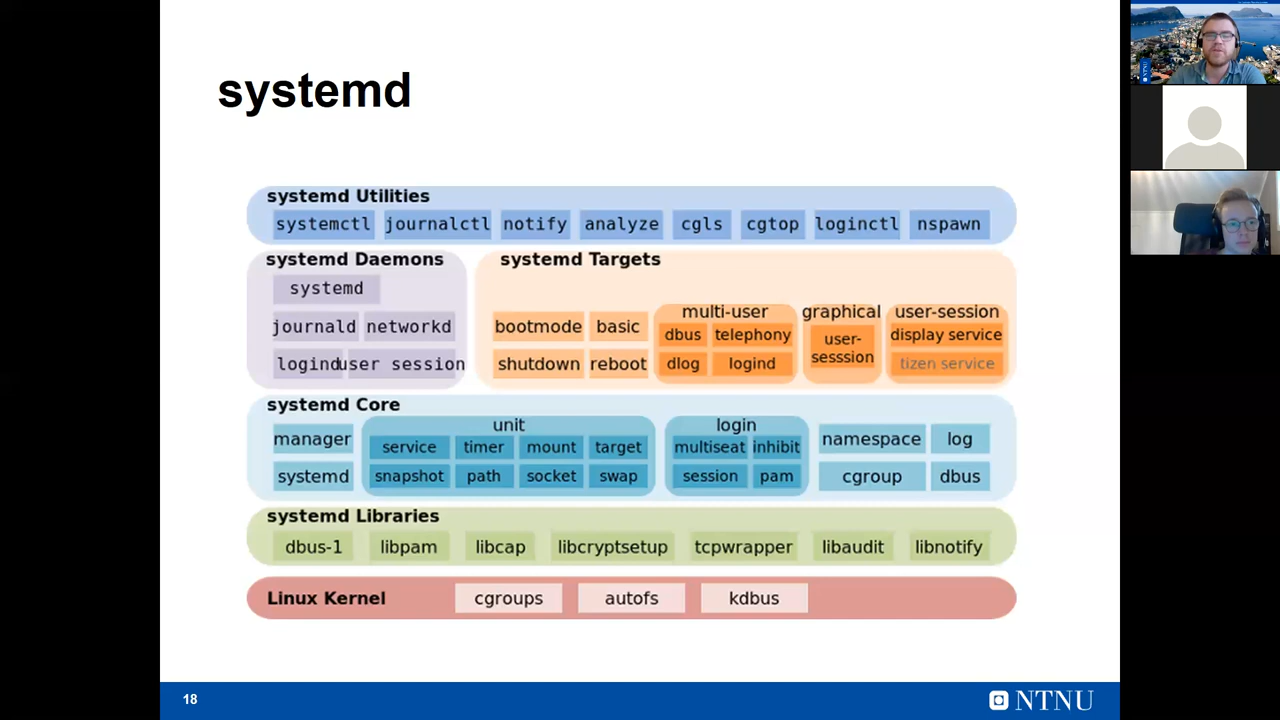 systemd
systemd Utilities
systemctl journalctl notify analyze cgls cgtop loginctl nspawn
systemd Daemons
systemd
journald networkd
logind user session
systemd Targets
bootmode basic
shutdown reboot
multi-user
dbus telephony
dlog logind
graphical
user-
sesssion
user-session
display service
tizen service
systemd Core
manager
systemd
unit
service timer mount target
snapshot path socket swap
login
multiseat inhibit
session pam
namespace log
cgroup dbus
systemd Libraries
dbus-1 libpam libcap libcryptsetup tcpwrapper libaudit libnotify
Linux Kernel cgroups autofs kdbus
18
NTNU
NTNU